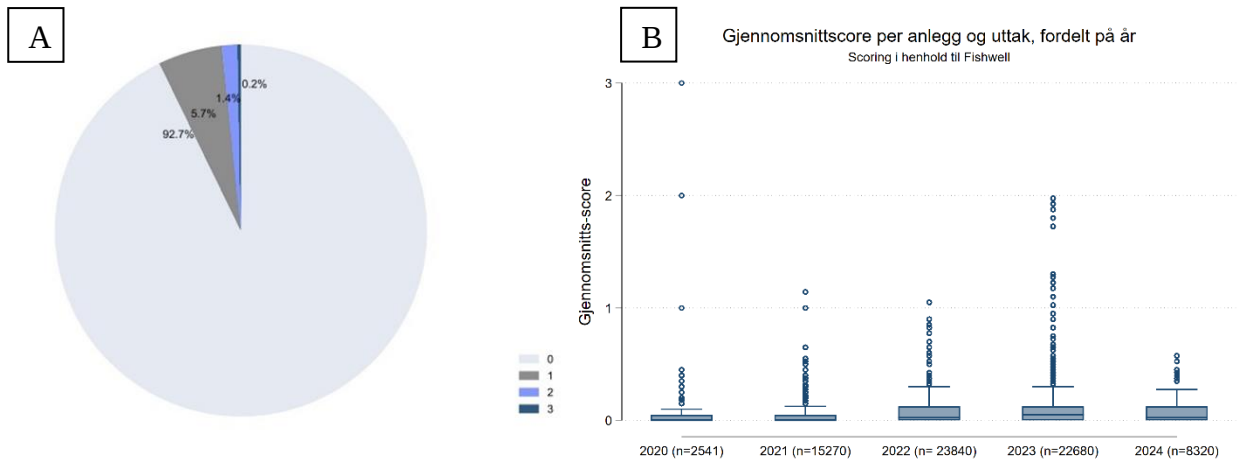 A
92.7%
5.7%
1.4%
0.2%
0
1
2
3
B
Gjennomsnittscore per anlegg og uttak, fordelt på år
Scoring i henhold til Fishwell
Gjennomsnitts-score
3
2
1
0
2020 (n=2541)
2021 (n=15270)
2022 (n= 23840)
2023 (n=22680)
2024 (n=8320)